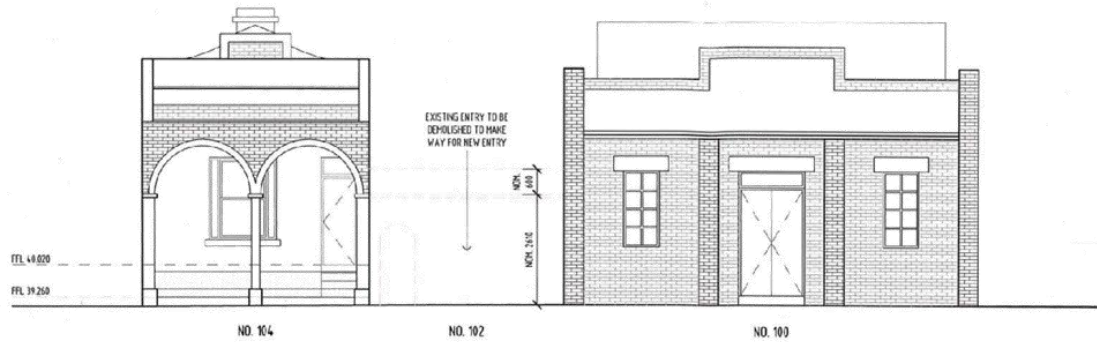 EXISTING ENTRY TO BE
DEMOLISHED TO MAKE
WAY FOR NEW ENTRY
NOM.
600
NOM. 2610
FFL 40.020
FFL 39.260
NO. 104
NO. 102
NO. 100